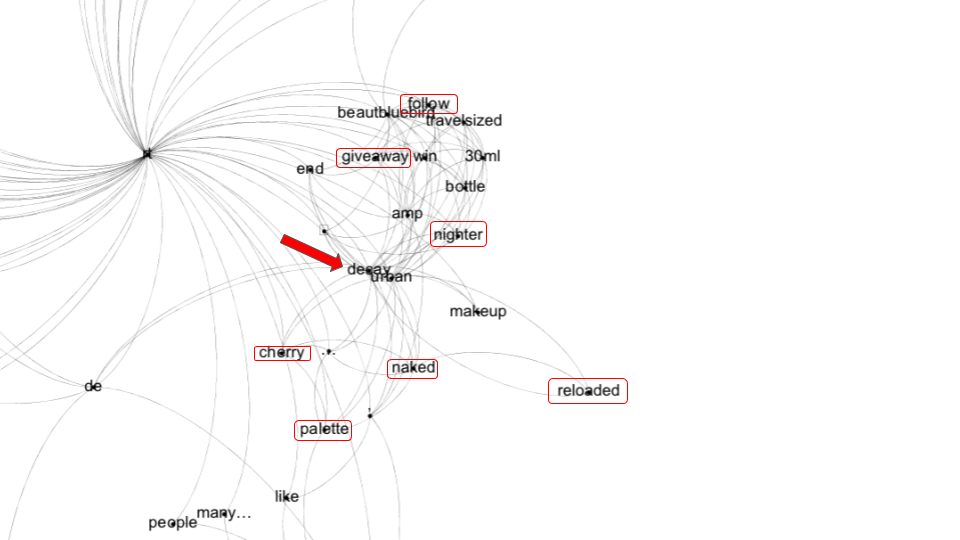 follow
beautbluebird
travelsized
end
giveaway
win
30ml
bottle
amp
nighter
decay
urban
makeup
cherry
...
naked
de
reloaded
,
palette
like
many…
people